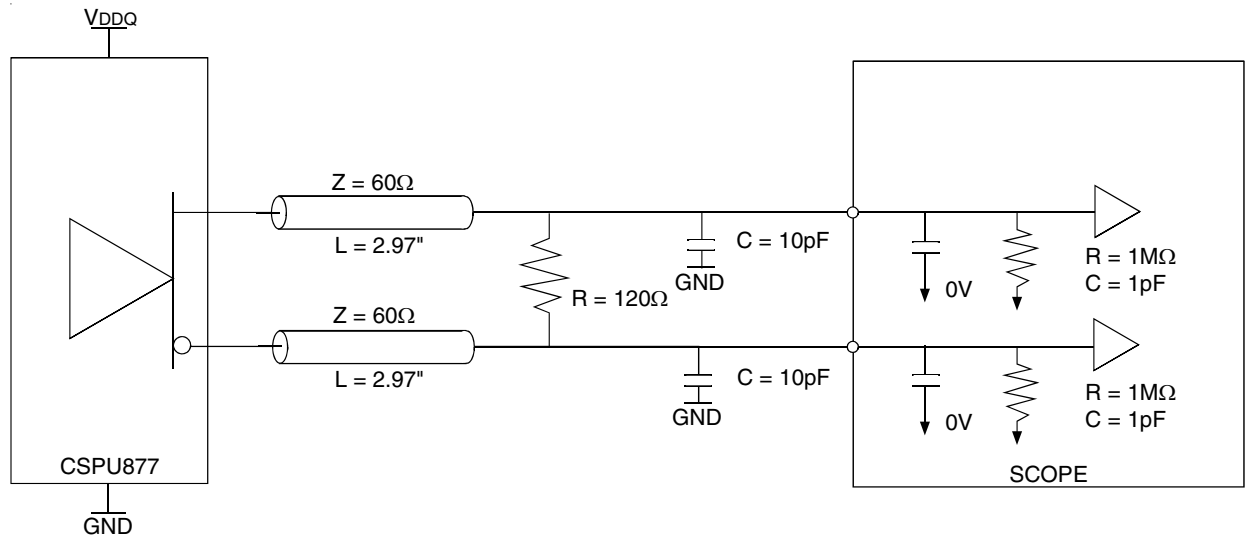 VDDQ
Z = 60Ω
L = 2.97"
C = 10pF
GND
R = 120Ω
0V
R = 1MΩ
C = 1pF
Z = 60Ω
L = 2.97"
C = 10pF
GND
0V
R = 1MΩ
C = 1pF
CSPU877
SCOPE
GND